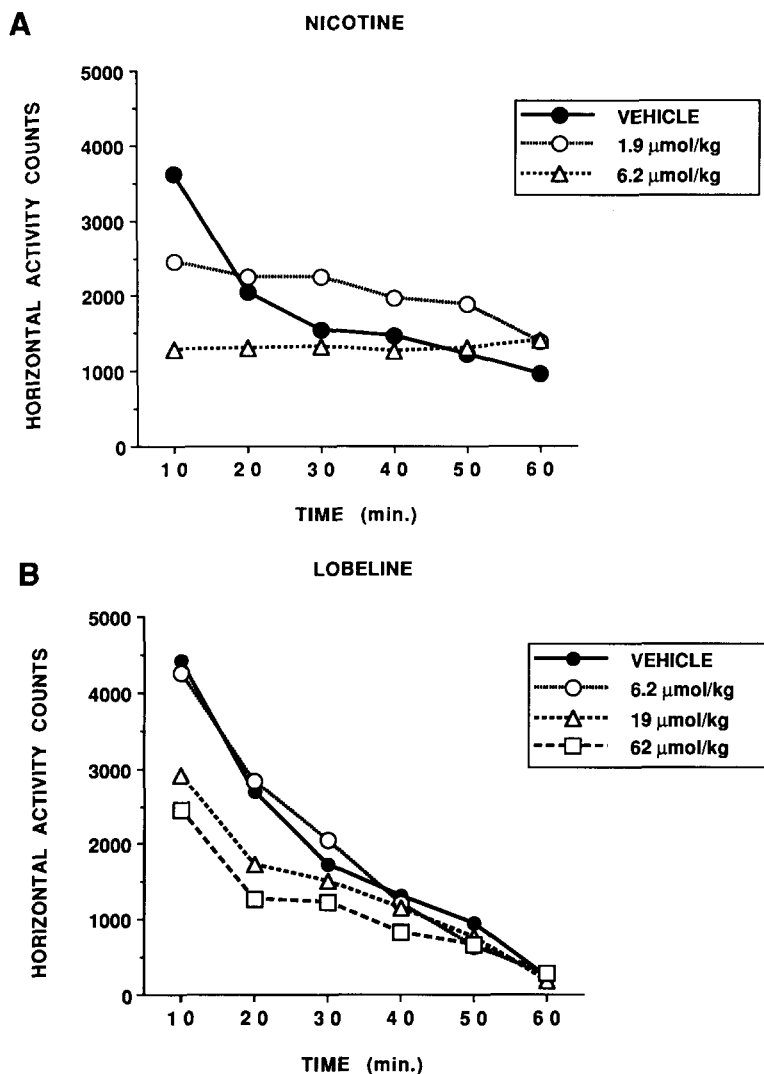 A
NICOTINE
HORIZONTAL ACTIVITY COUNTS
5000
4000
3000
2000
1000
0
10 20 30 40 50 60
TIME (min.)
VEHICLE
1.9 µmol/kg
6.2 µmol/kg
B
LOBELINE
HORIZONTAL ACTIVITY COUNTS
5000
4000
3000
2000
1000
0
10 20 30 40 50 60
TIME (min.)
VEHICLE
6.2 µmol/kg
19 µmol/kg
62 µmol/kg